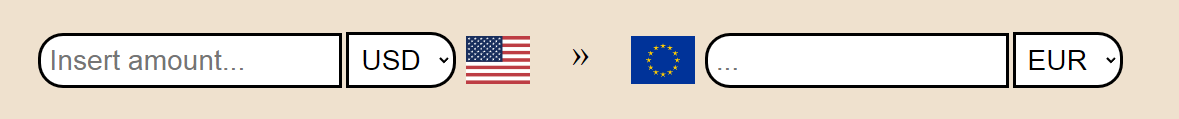 Insert amount... USD » ... EUR